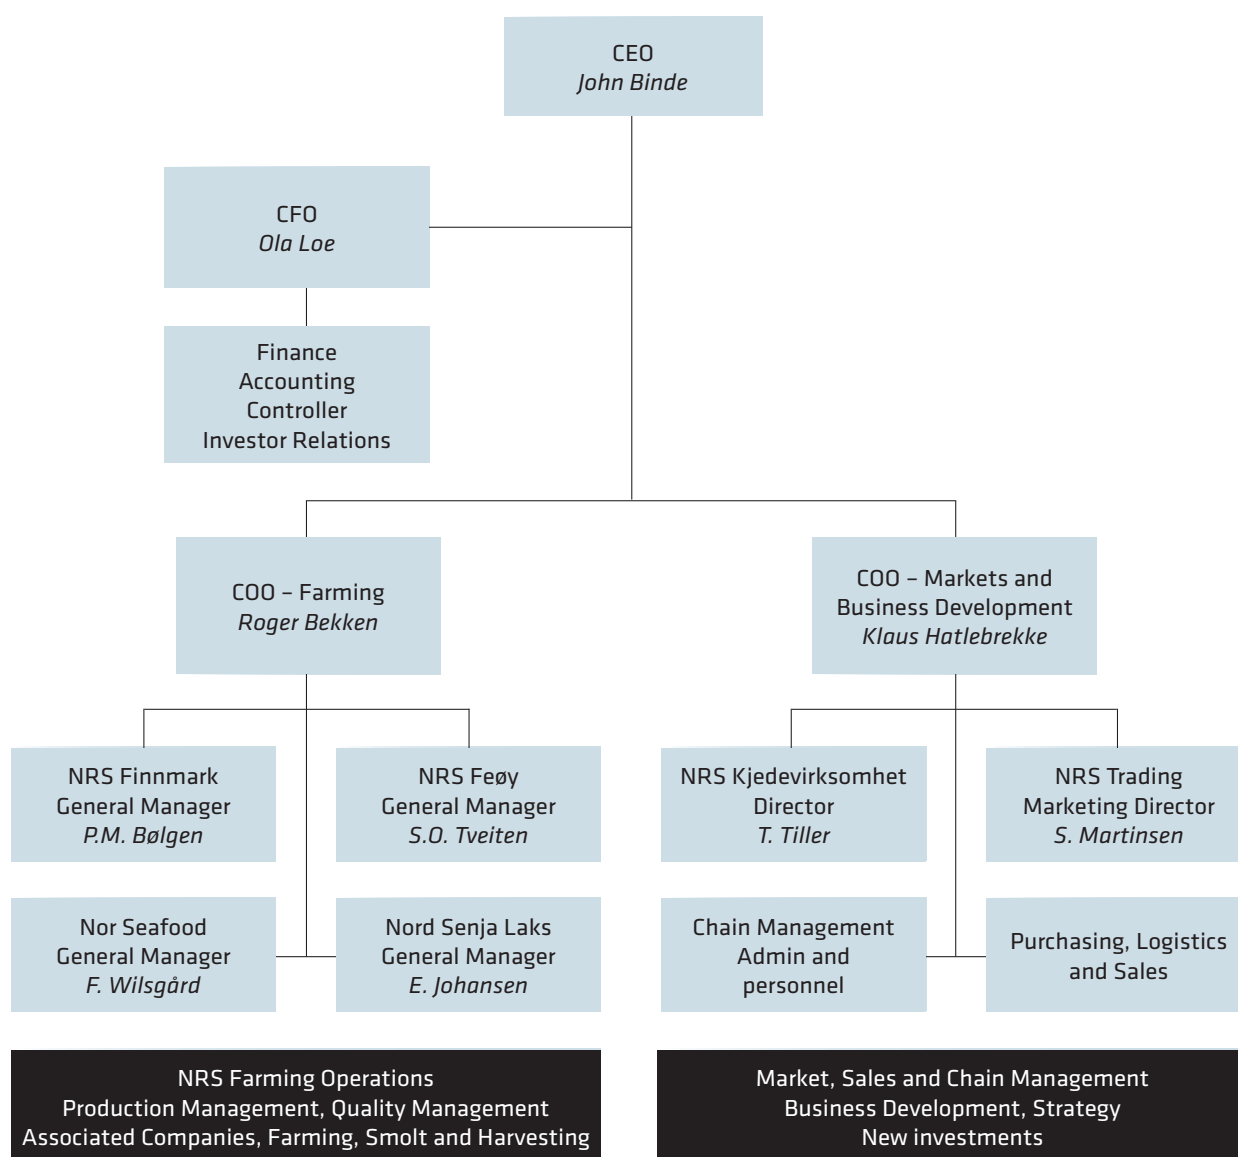 CEO
John Binde
CFO
Ola Loe
Finance
Accounting
Controller
Investor Relations
COO – Farming
Roger Bekken
COO – Markets and
Business Development
Klaus Hatlebrekke
NRS Finnmark
General Manager
P.M. Bølgen
NRS Feøy
General Manager
S.O. Tveiten
NRS Kjedevirksomhet
Director
T. Tiller
NRS Trading
Marketing Director
S. Martinsen
Nor Seafood
General Manager
F. Wilsgård
Nord Senja Laks
General Manager
E. Johansen
Chain Management
Admin and
personnel
Purchasing, Logistics
and Sales
NRS Farming Operations
Production Management, Quality Management
Associated Companies, Farming, Smolt and Harvesting
Market, Sales and Chain Management
Business Development, Strategy
New investments